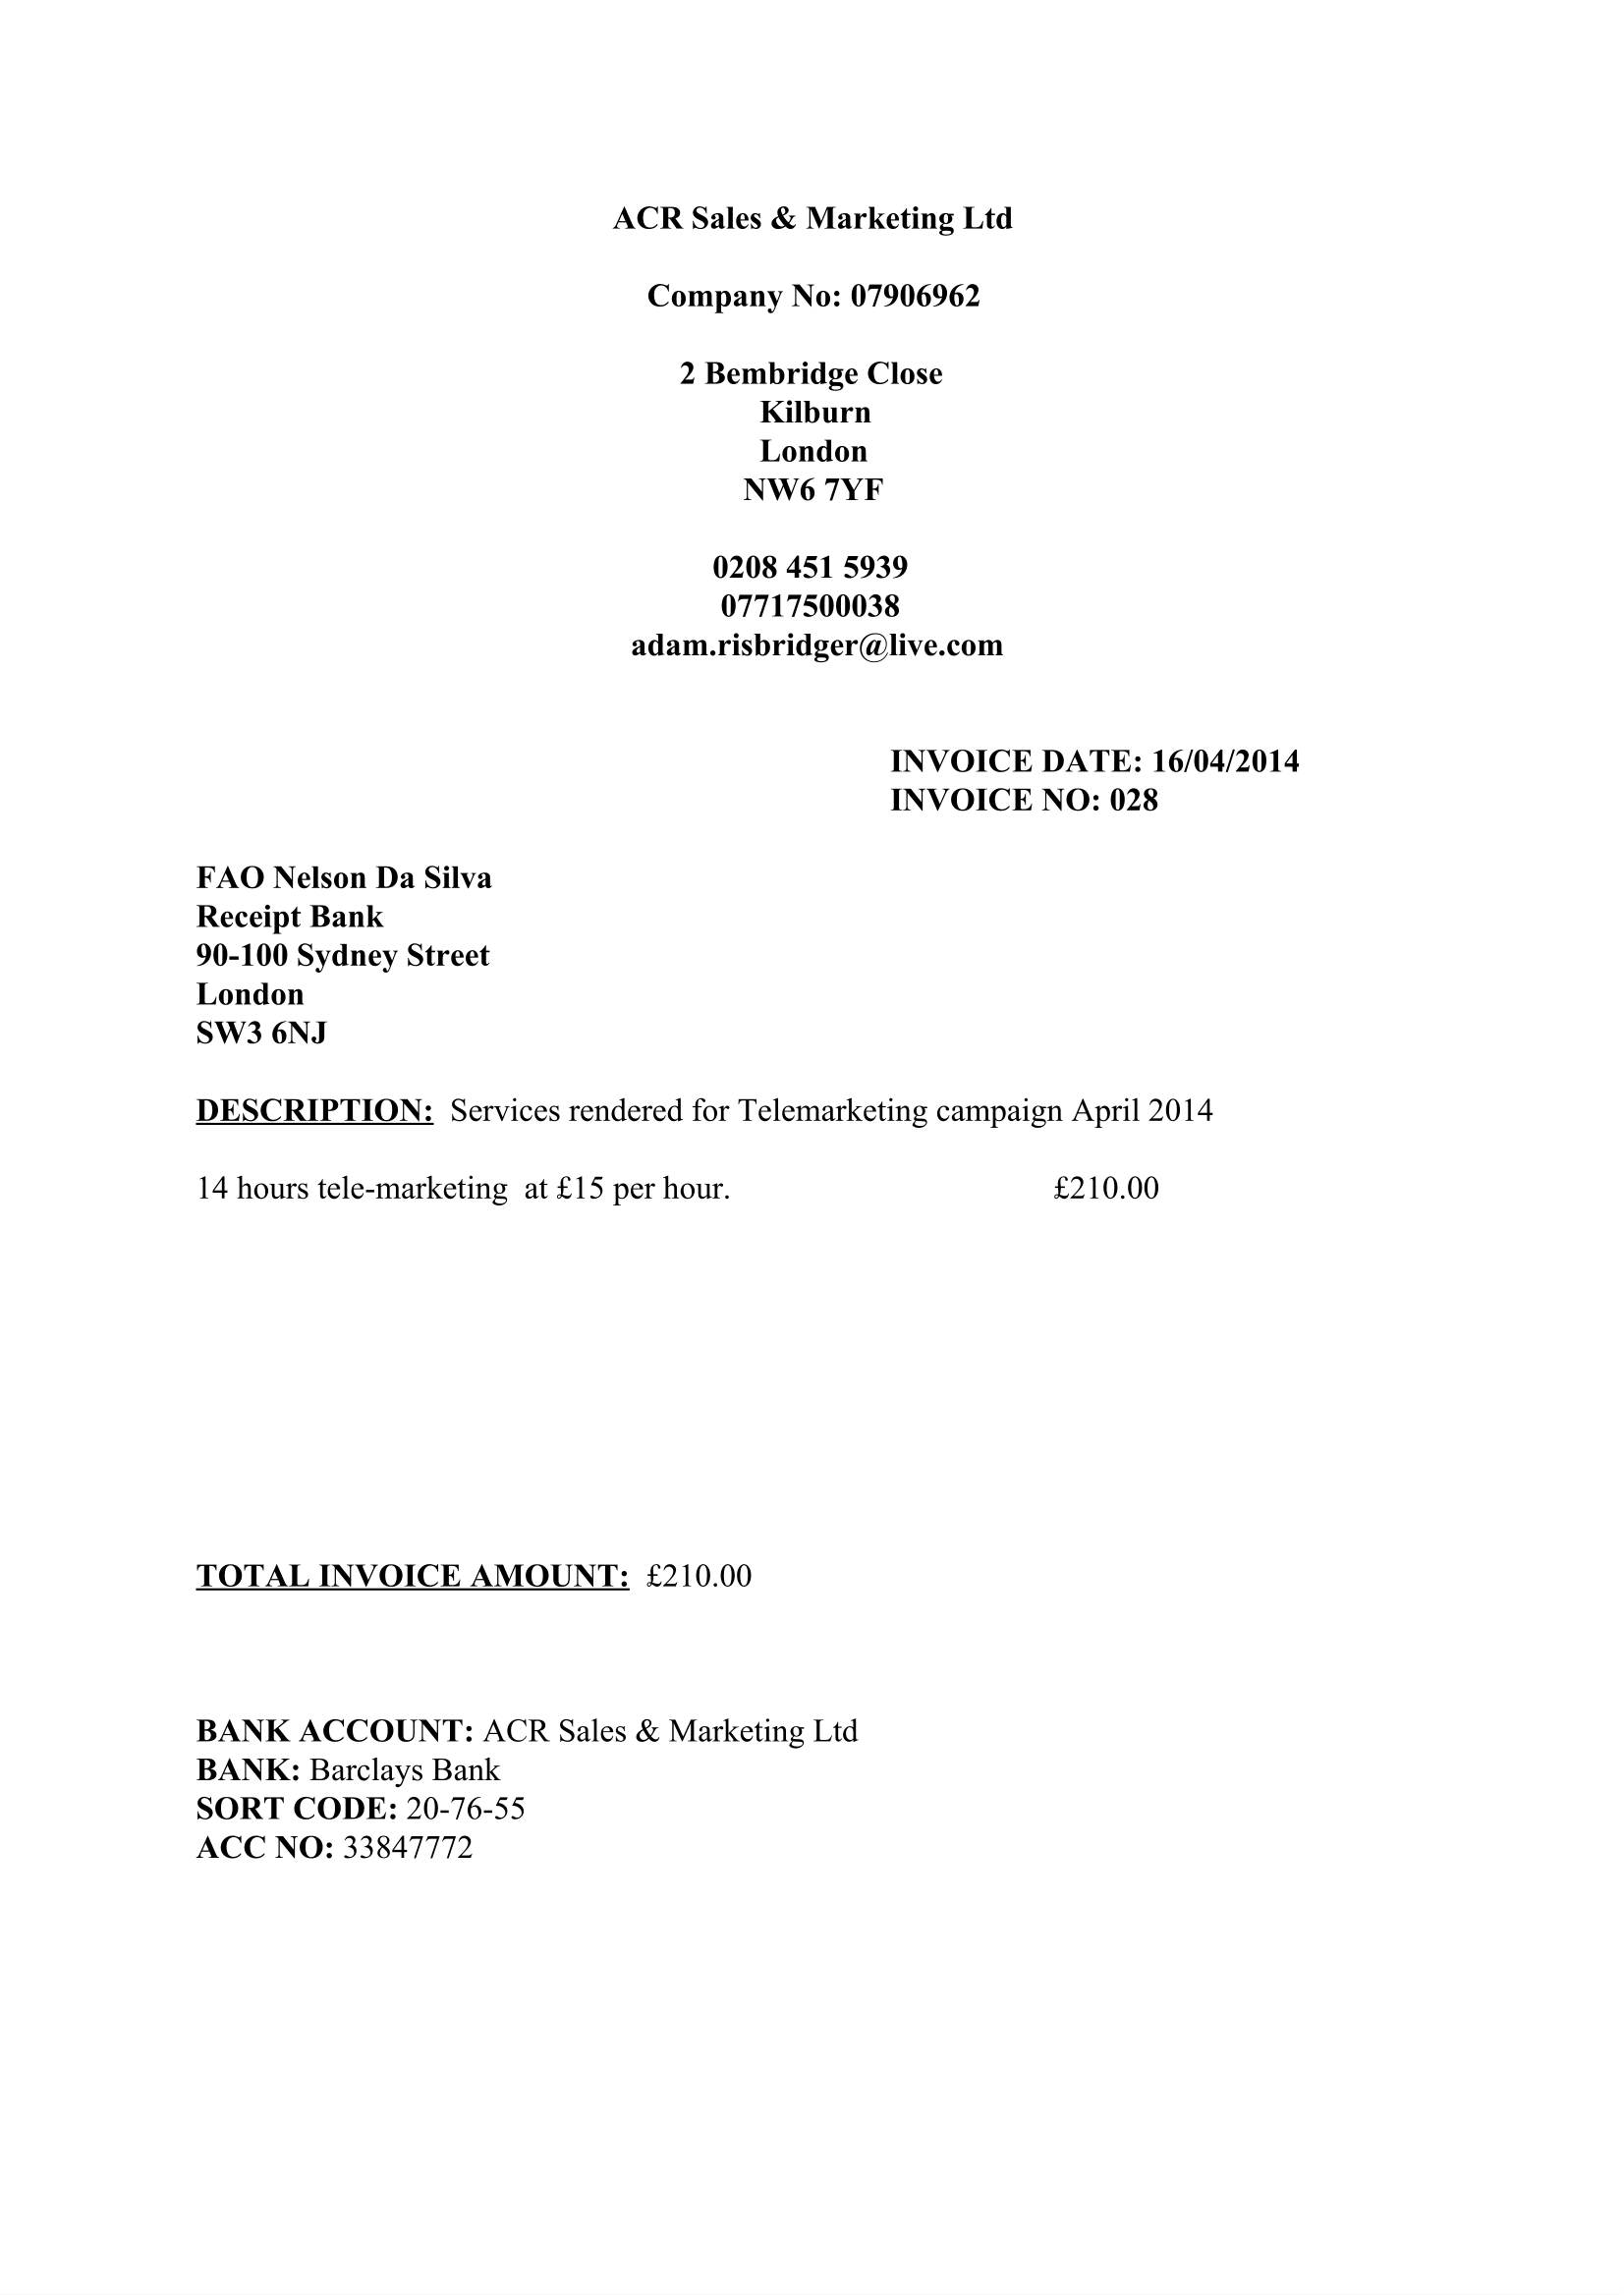 ACR Sales & Marketing Ltd
Company No: 07906962
2 Bembridge Close
Kilburn
London
NW6 7YF
0208 451 5939
07717500038
adam.risbridger@live.com
INVOICE DATE: 16/04/2014
INVOICE NO: 028
FAO Nelson Da Silva
Receipt Bank
90-100 Sydney Street
London
SW3 6NJ
DESCRIPTION: Services rendered for Telemarketing campaign April 2014
14 hours tele-marketing at £15 per hour. £210.00
TOTAL INVOICE AMOUNT: £210.00
BANK ACCOUNT: ACR Sales & Marketing Ltd
BANK: Barclays Bank
SORT CODE: 20-76-55
ACC NO: 33847772